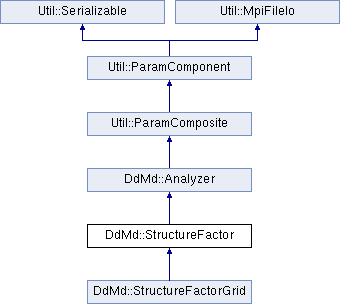 Util::Serializable
Util::MpiFileIo
Util::ParamComponent
Util::ParamComposite
DdMd::Analyzer
DdMd::StructureFactor
DdMd::StructureFactorGrid